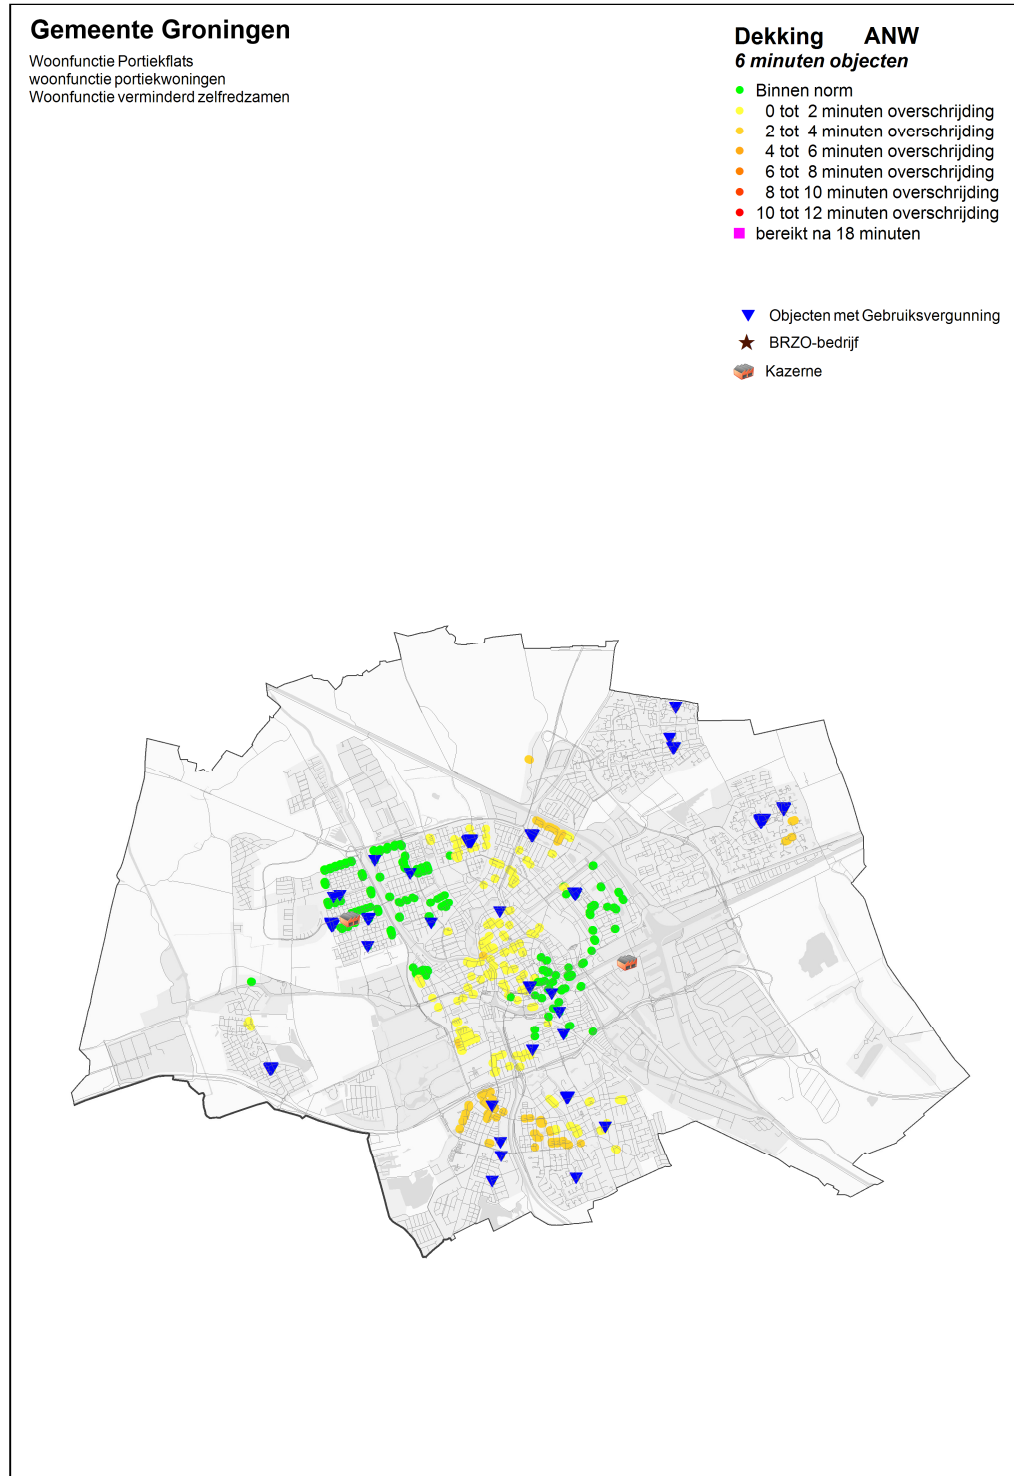 Gemeente Groningen
Woonfunctie Portiekflats
woonfunctie portiekwoningen
Woonfunctie verminderd zelfredzamen
Dekking ANW
6 minuten objecten
Binnen norm
0 tot 2 minuten overschrijding
2 tot 4 minuten overschrijding
4 tot 6 minuten overschrijding
6 tot 8 minuten overschrijding
8 tot 10 minuten overschrijding
10 tot 12 minuten overschrijding
bereikt na 18 minuten
Objecten met Gebruiksvergunning
BRZO-bedrijf
Kazerne